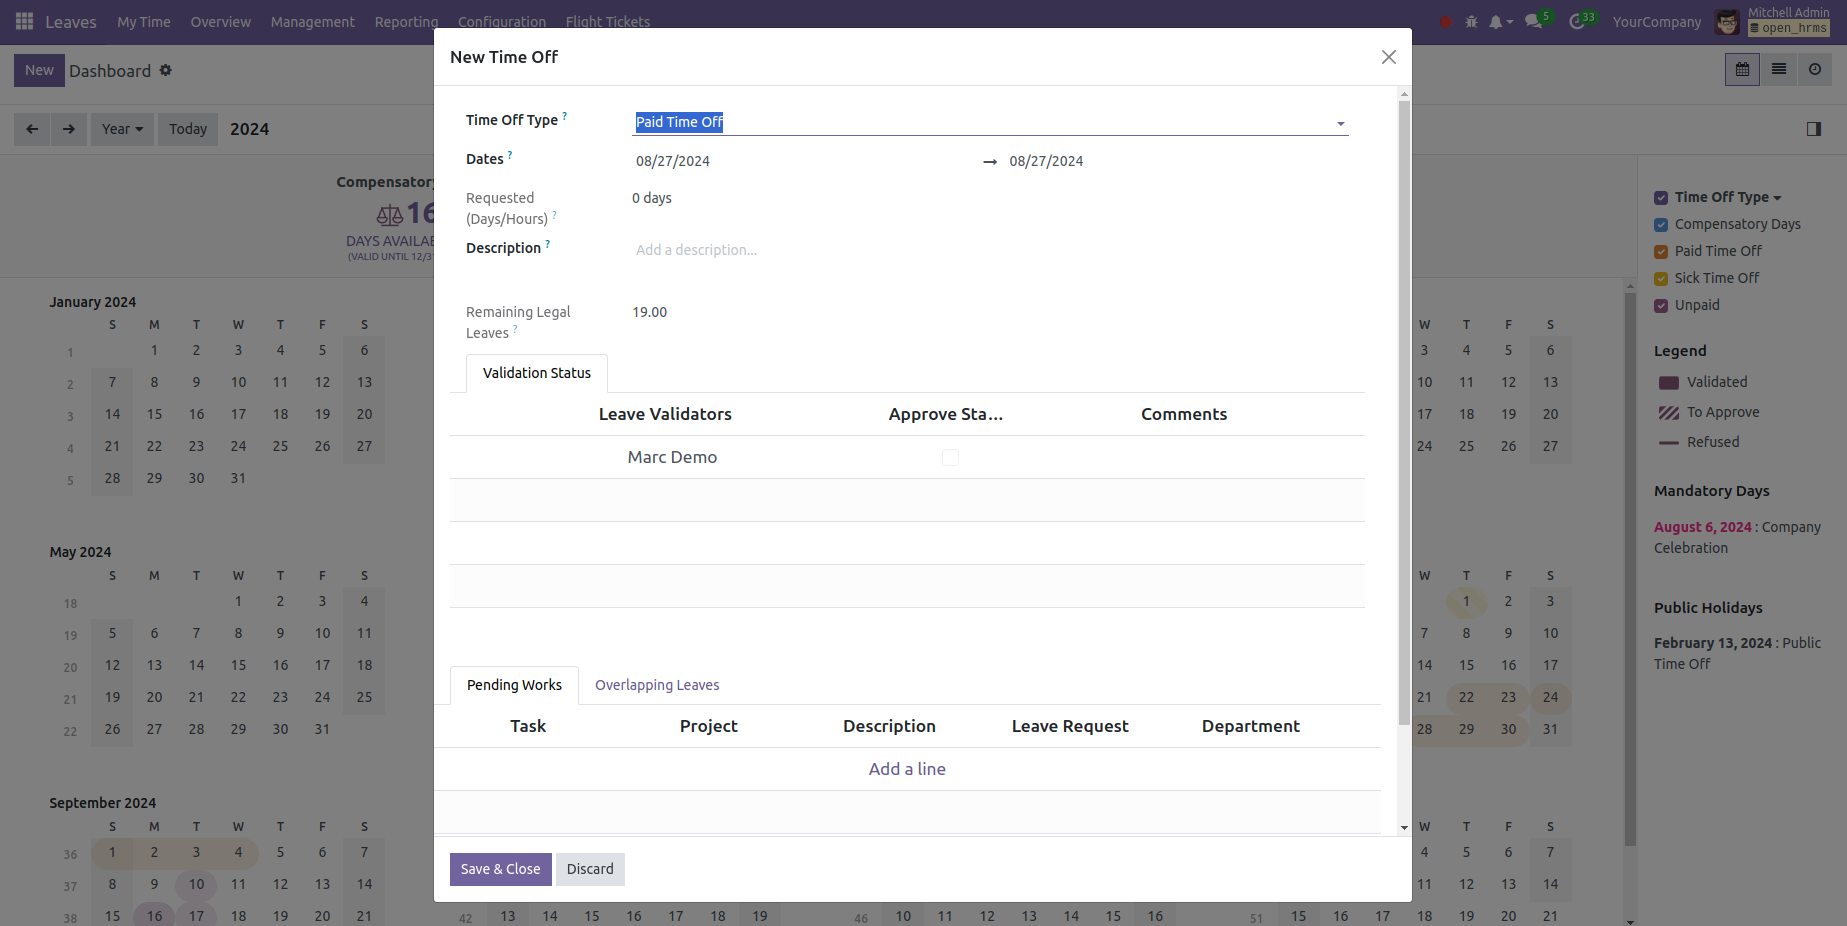 Leaves My Time Overview Management Reporting Configuration Flight Tickets
5 33 YourCompany Mitchell Admin
open_hrms
New Dashboard
Year Today 2024
Compensatory
16
DAYS AVAILAB
(VALID UNTIL 12/31
New Time Off
Time Off Type ? Paid Time Off
Dates ? 08/27/2024 → 08/27/2024
Requested
(Days/Hours) ? 0 days
Description ? Add a description...
Remaining Legal
Leaves ? 19.00
Validation Status
Leave Validators Approve Sta... Comments
Marc Demo
Pending Works Overlapping Leaves
Task Project Description Leave Request Department
Add a line
Save & Close Discard
January 2024
S M T W T F S
1 1 2 3 4 5 6
2 7 8 9 10 11 12 13
3 14 15 16 17 18 19 20
4 21 22 23 24 25 26 27
5 28 29 30 31
May 2024
S M T W T F S
18 1 2 3 4
19 5 6 7 8 9 10 11
20 12 13 14 15 16 17 18
21 19 20 21 22 23 24 25
22 26 27 28 29 30 31
September 2024
S M T W T F S
36 1 2 3 4 5 6 7
37 8 9 10 11 12 13 14
38 15 16 17 18 19 20 21
42 13 14 15 16 17 18 19
46 10 11 12 13 14 15 16
51 15 16 17 18 19 20 21
W T F S
3 4 5 6
10 11 12 13
17 18 19 20
24 25 26 27
W T F S
1 2 3
7 8 9 10
14 15 16 17
21 22 23 24
28 29 30 31
W T F S
4 5 6 7
11 12 13 14
Time Off Type
Compensatory Days
Paid Time Off
Sick Time Off
Unpaid
Legend
Validated
To Approve
Refused
Mandatory Days
August 6, 2024 : Company
Celebration
Public Holidays
February 13, 2024 : Public
Time Off